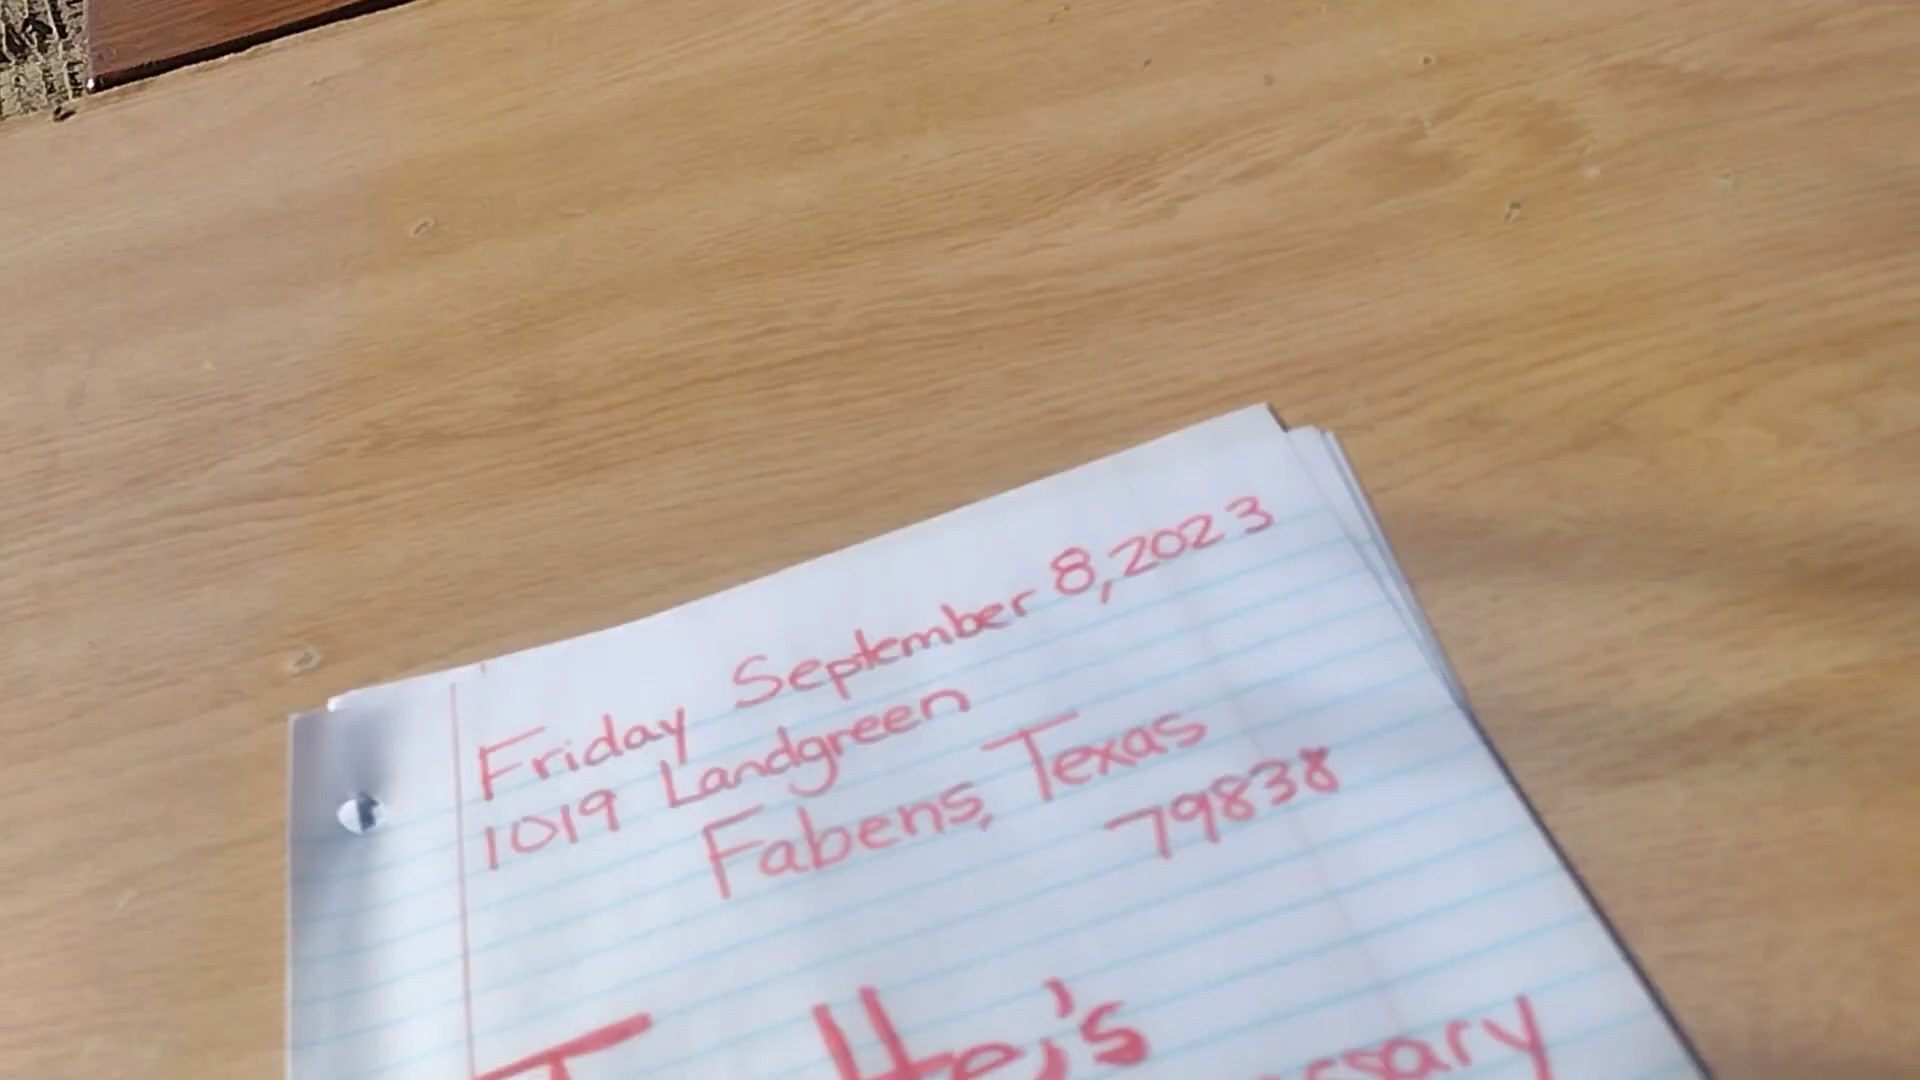 Friday September 8, 2023
1019 Landgreen
Fabens, Texas
79838